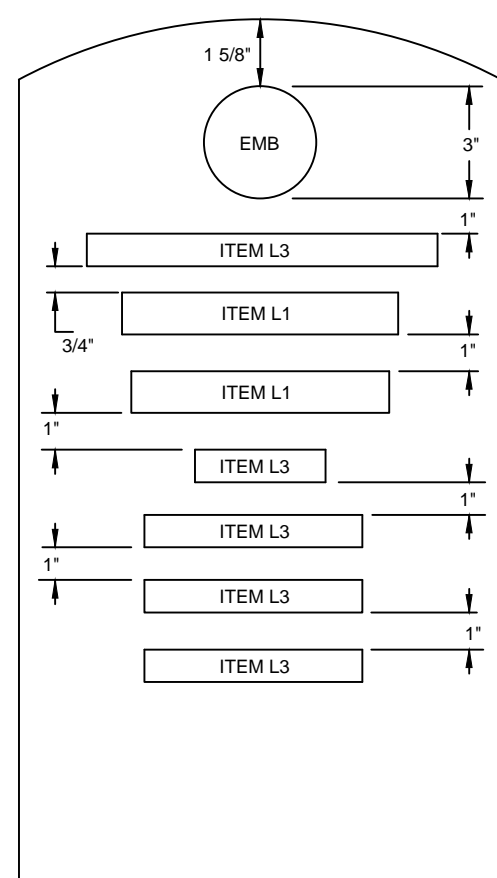 1 5/8"
EMB
3"
1"
ITEM L3
ITEM L1
3/4"
1"
ITEM L1
1"
ITEM L3
1"
ITEM L3
1"
ITEM L3
1"
ITEM L3